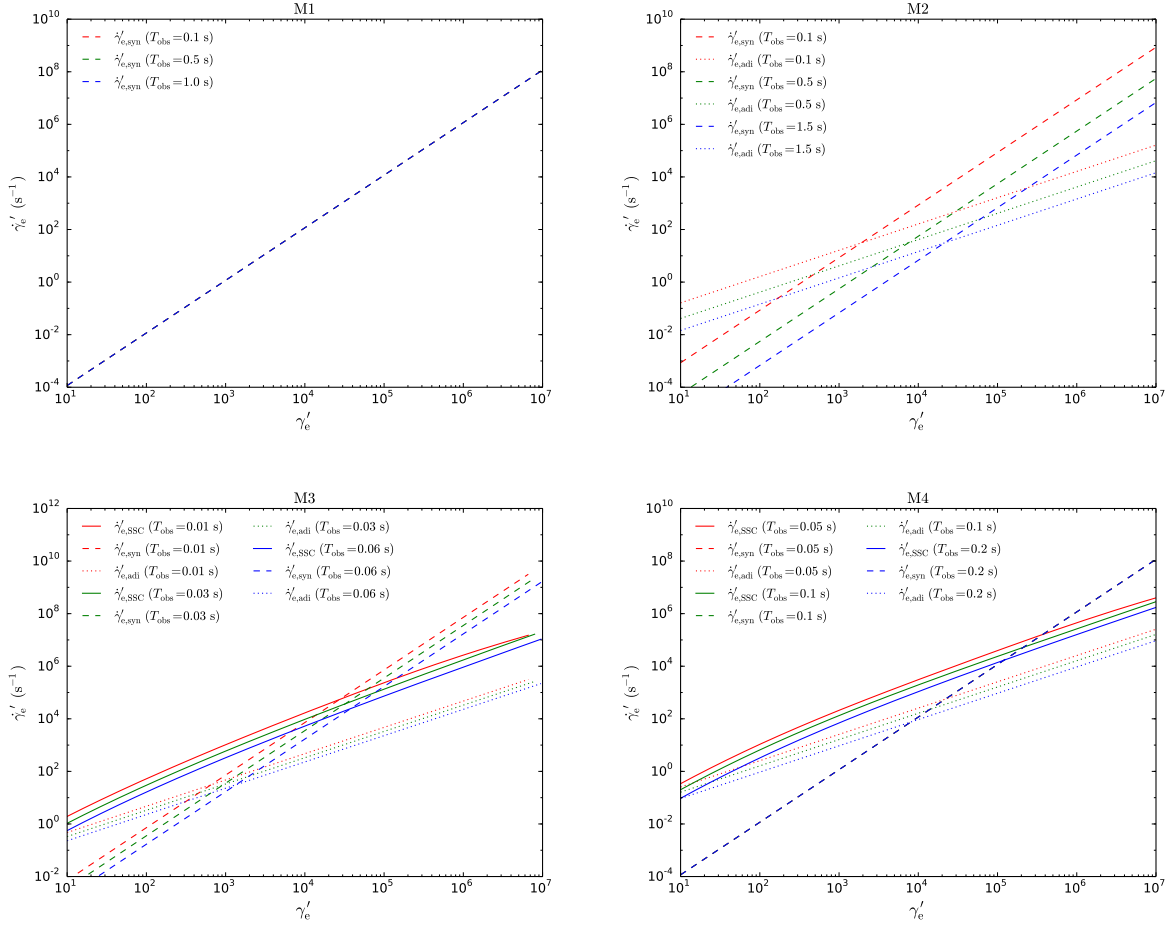 M1
10^10
10^8
10^6
10^4
10^2
10^0
10^-2
10^-4
γ̇e′ (s^−1)
γ̇′e,syn (Tobs=0.1 s)
γ̇′e,syn (Tobs=0.5 s)
γ̇′e,syn (Tobs=1.0 s)
10^1 10^2 10^3 10^4 10^5 10^6 10^7
γe′
M2
10^10
10^8
10^6
10^4
10^2
10^0
10^-2
10^-4
γ̇e′ (s^−1)
γ̇′e,syn (Tobs=0.1 s)
γ̇′e,adi (Tobs=0.1 s)
γ̇′e,syn (Tobs=0.5 s)
γ̇′e,adi (Tobs=0.5 s)
γ̇′e,syn (Tobs=1.5 s)
γ̇′e,adi (Tobs=1.5 s)
10^1 10^2 10^3 10^4 10^5 10^6 10^7
γe′
M3
10^12
10^10
10^8
10^6
10^4
10^2
10^0
10^-2
γ̇e′ (s^−1)
γ̇′e,SSC (Tobs=0.01 s)
γ̇′e,syn (Tobs=0.01 s)
γ̇′e,adi (Tobs=0.01 s)
γ̇′e,SSC (Tobs=0.03 s)
γ̇′e,syn (Tobs=0.03 s)
γ̇′e,adi (Tobs=0.03 s)
γ̇′e,SSC (Tobs=0.06 s)
γ̇′e,syn (Tobs=0.06 s)
γ̇′e,adi (Tobs=0.06 s)
10^1 10^2 10^3 10^4 10^5 10^6 10^7
γe′
M4
10^10
10^8
10^6
10^4
10^2
10^0
10^-2
10^-4
γ̇e′ (s^−1)
γ̇′e,SSC (Tobs=0.05 s)
γ̇′e,syn (Tobs=0.05 s)
γ̇′e,adi (Tobs=0.05 s)
γ̇′e,SSC (Tobs=0.1 s)
γ̇′e,syn (Tobs=0.1 s)
γ̇′e,adi (Tobs=0.1 s)
γ̇′e,SSC (Tobs=0.2 s)
γ̇′e,syn (Tobs=0.2 s)
γ̇′e,adi (Tobs=0.2 s)
10^1 10^2 10^3 10^4 10^5 10^6 10^7
γe′